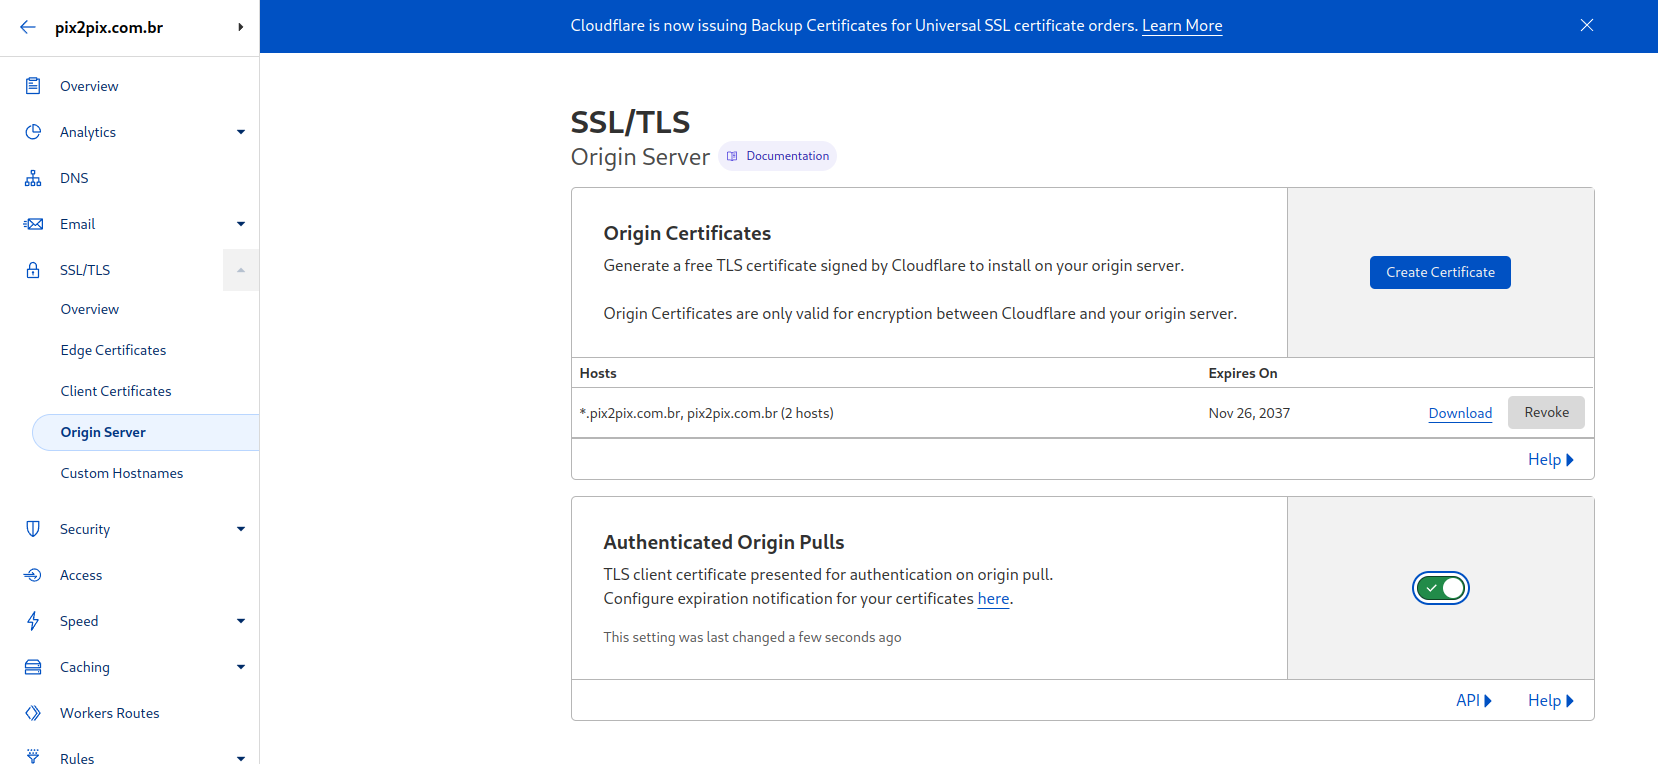 pix2pix.com.br
Overview
Analytics
DNS
Email
SSL/TLS
Overview
Edge Certificates
Client Certificates
Origin Server
Custom Hostnames
Security
Access
Speed
Caching
Workers Routes
Rules
Cloudflare is now issuing Backup Certificates for Universal SSL certificate orders. Learn More
SSL/TLS
Origin Server Documentation
Origin Certificates
Generate a free TLS certificate signed by Cloudflare to install on your origin server.
Origin Certificates are only valid for encryption between Cloudflare and your origin server.
Create Certificate
Hosts Expires On
*.pix2pix.com.br, pix2pix.com.br (2 hosts) Nov 26, 2037 Download Revoke
Help
Authenticated Origin Pulls
TLS client certificate presented for authentication on origin pull.
Configure expiration notification for your certificates here.
This setting was last changed a few seconds ago
API Help